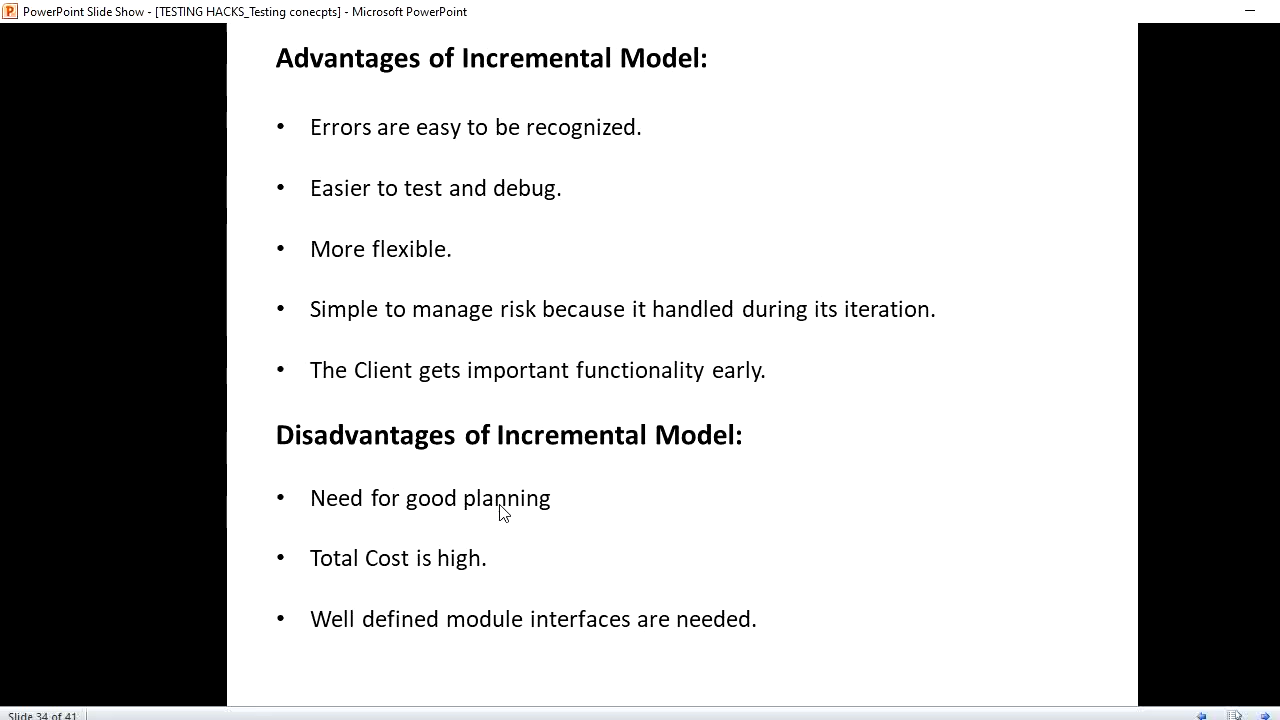 PowerPoint Slide Show - [TESTING HACKS_Testing conecpts] - Microsoft PowerPoint
Advantages of Incremental Model:
• Errors are easy to be recognized.
• Easier to test and debug.
• More flexible.
• Simple to manage risk because it handled during its iteration.
• The Client gets important functionality early.
Disadvantages of Incremental Model:
• Need for good planning
• Total Cost is high.
• Well defined module interfaces are needed.
Slide 34 of 41